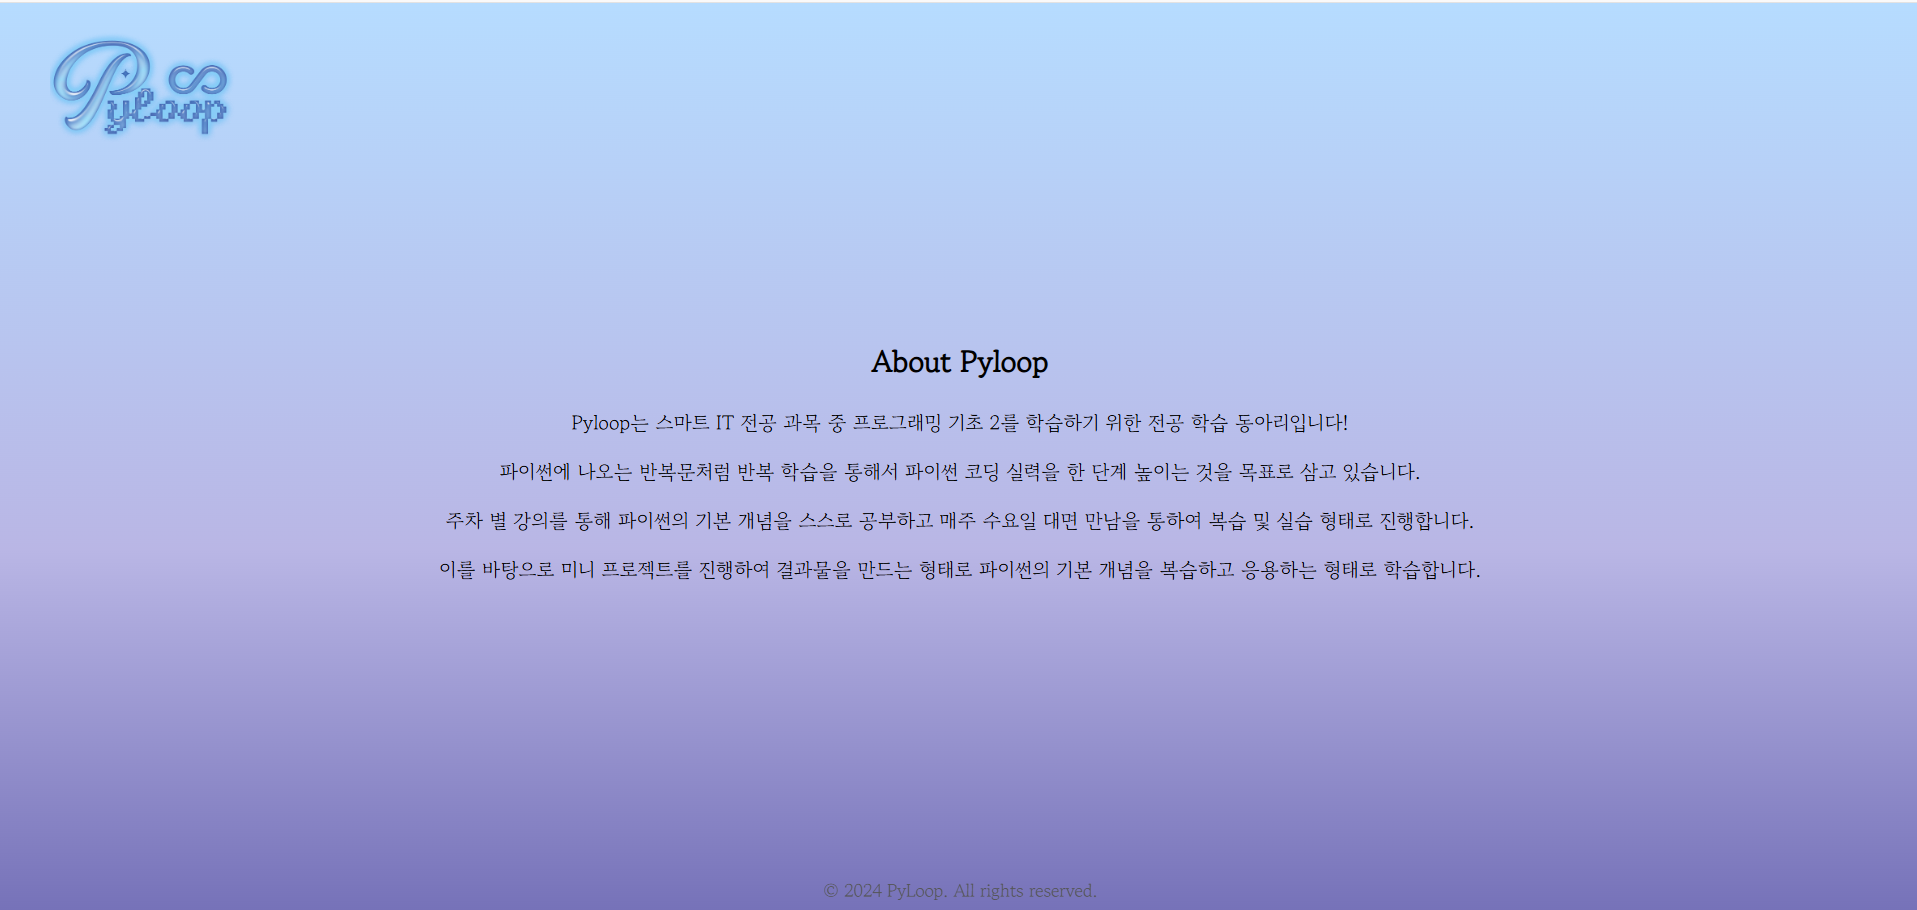 Pyloop
About Pyloop
Pyloop는 스마트 IT 전공 과목 중 프로그래밍 기초 2를 학습하기 위한 전공 학습 동아리입니다!
파이썬에 나오는 반복문처럼 반복 학습을 통해서 파이썬 코딩 실력을 한 단계 높이는 것을 목표로 삼고 있습니다.
주차 별 강의를 통해 파이썬의 기본 개념을 스스로 공부하고 매주 수요일 대면 만남을 통하여 복습 및 실습 형태로 진행합니다.
이를 바탕으로 미니 프로젝트를 진행하여 결과물을 만드는 형태로 파이썬의 기본 개념을 복습하고 응용하는 형태로 학습합니다.
© 2024 PyLoop. All rights reserved.